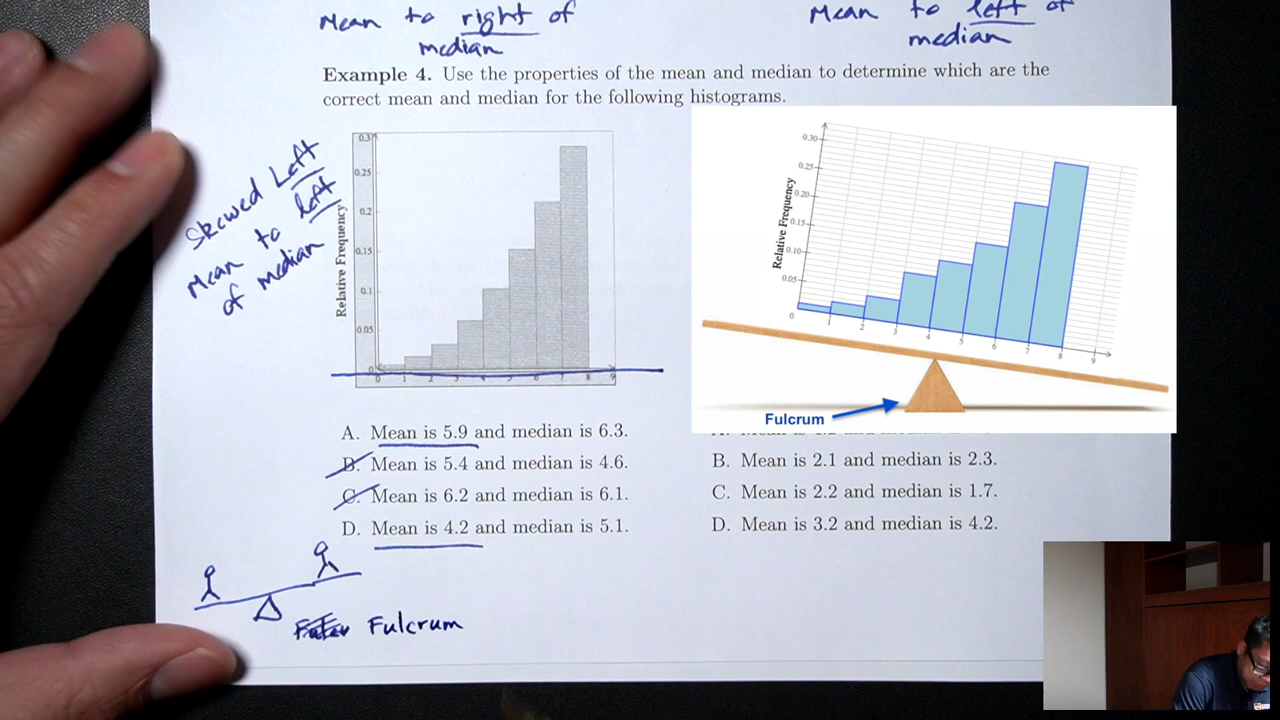 Mean to right of
median
Mean to left of
median
Example 4. Use the properties of the mean and median to determine which are the
correct mean and median for the following histograms.
Skewed Left
Mean to left
of median
Relative Frequency
0.3
0.25
0.2
0.15
0.1
0.05
0
0 1 2 3 4 5 6 7 8 9
Relative Frequency
0.30
0.25
0.20
0.15
0.10
0.05
0
1 2 3 4 5 6 7 8 9
Fulcrum
A. Mean is 5.9 and median is 6.3.
B. Mean is 5.4 and median is 4.6.
C. Mean is 6.2 and median is 6.1.
D. Mean is 4.2 and median is 5.1.
B. Mean is 2.1 and median is 2.3.
C. Mean is 2.2 and median is 1.7.
D. Mean is 3.2 and median is 4.2.
Fulcrum